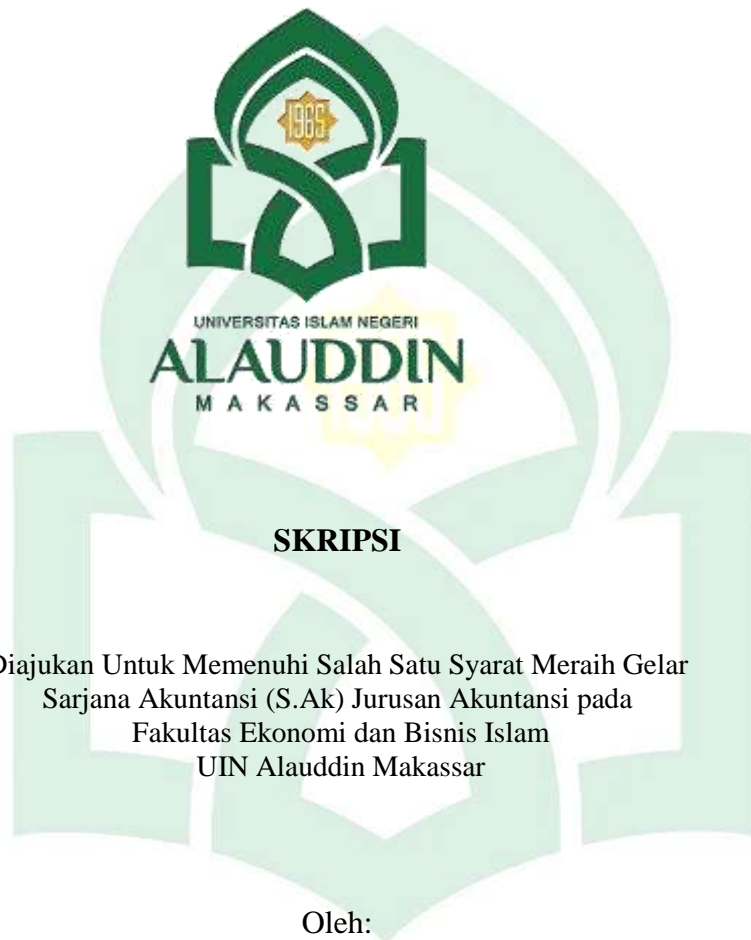 1965
UNIVERSITAS ISLAM NEGERI
ALAUDDIN
MAKASSAR
SKRIPSI
Diajukan Untuk Memenuhi Salah Satu Syarat Meraih Gelar
Sarjana Akuntansi (S.Ak) Jurusan Akuntansi pada
Fakultas Ekonomi dan Bisnis Islam
UIN Alauddin Makassar
Oleh: